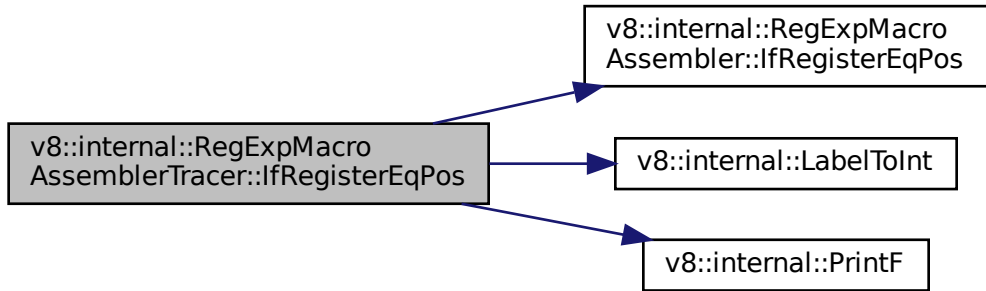 v8::internal::RegExpMacro
AssemblerTracer::IfRegisterEqPos
v8::internal::RegExpMacro
Assembler::IfRegisterEqPos
v8::internal::LabelToInt
v8::internal::PrintF